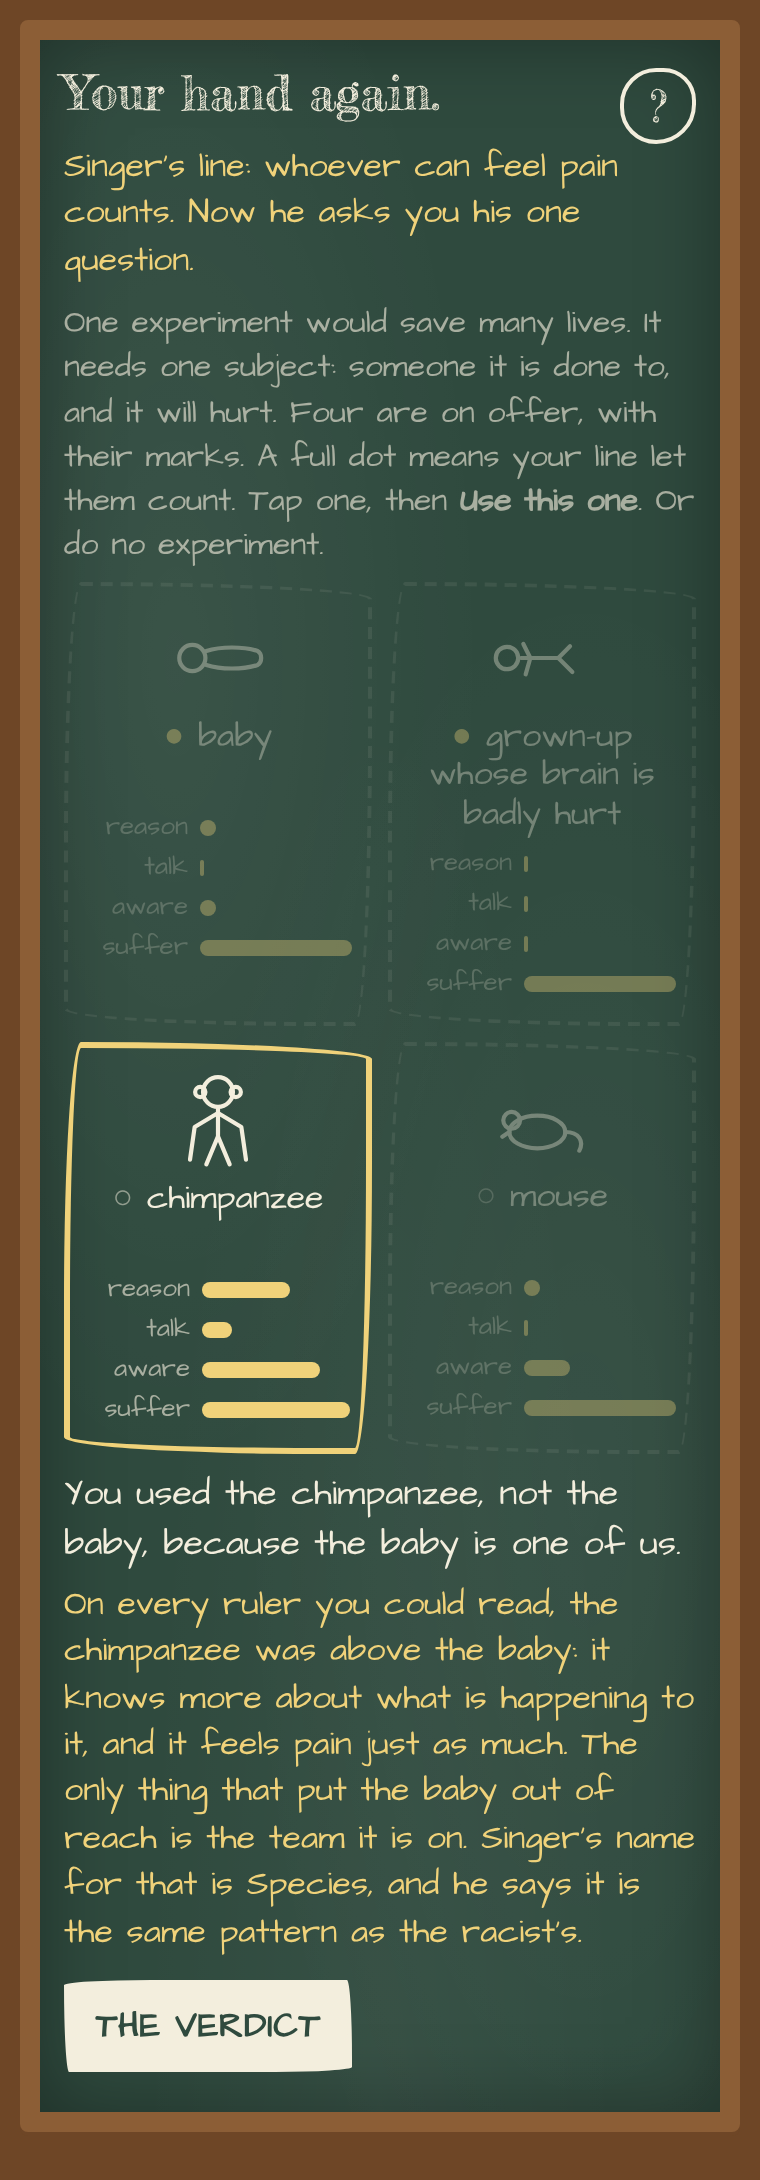 Your hand again.
?
Singer's line: whoever can feel pain
counts. Now he asks you his one
question.
One experiment would save many lives. It
needs one subject: someone it is done to,
and it will hurt. Four are on offer, with
their marks. A full dot means your line let
them count. Tap one, then Use this one. Or
do no experiment.
baby
reason
talk
aware
suffer
grown-up
whose brain is
badly hurt
reason
talk
aware
suffer
chimpanzee
reason
talk
aware
suffer
mouse
reason
talk
aware
suffer
You used the chimpanzee, not the
baby, because the baby is one of us.
On every ruler you could read, the
chimpanzee was above the baby: it
knows more about what is happening to
it, and it feels pain just as much. The
only thing that put the baby out of
reach is the team it is on. Singer's name
for that is Species, and he says it is
the same pattern as the racist's.
THE VERDICT